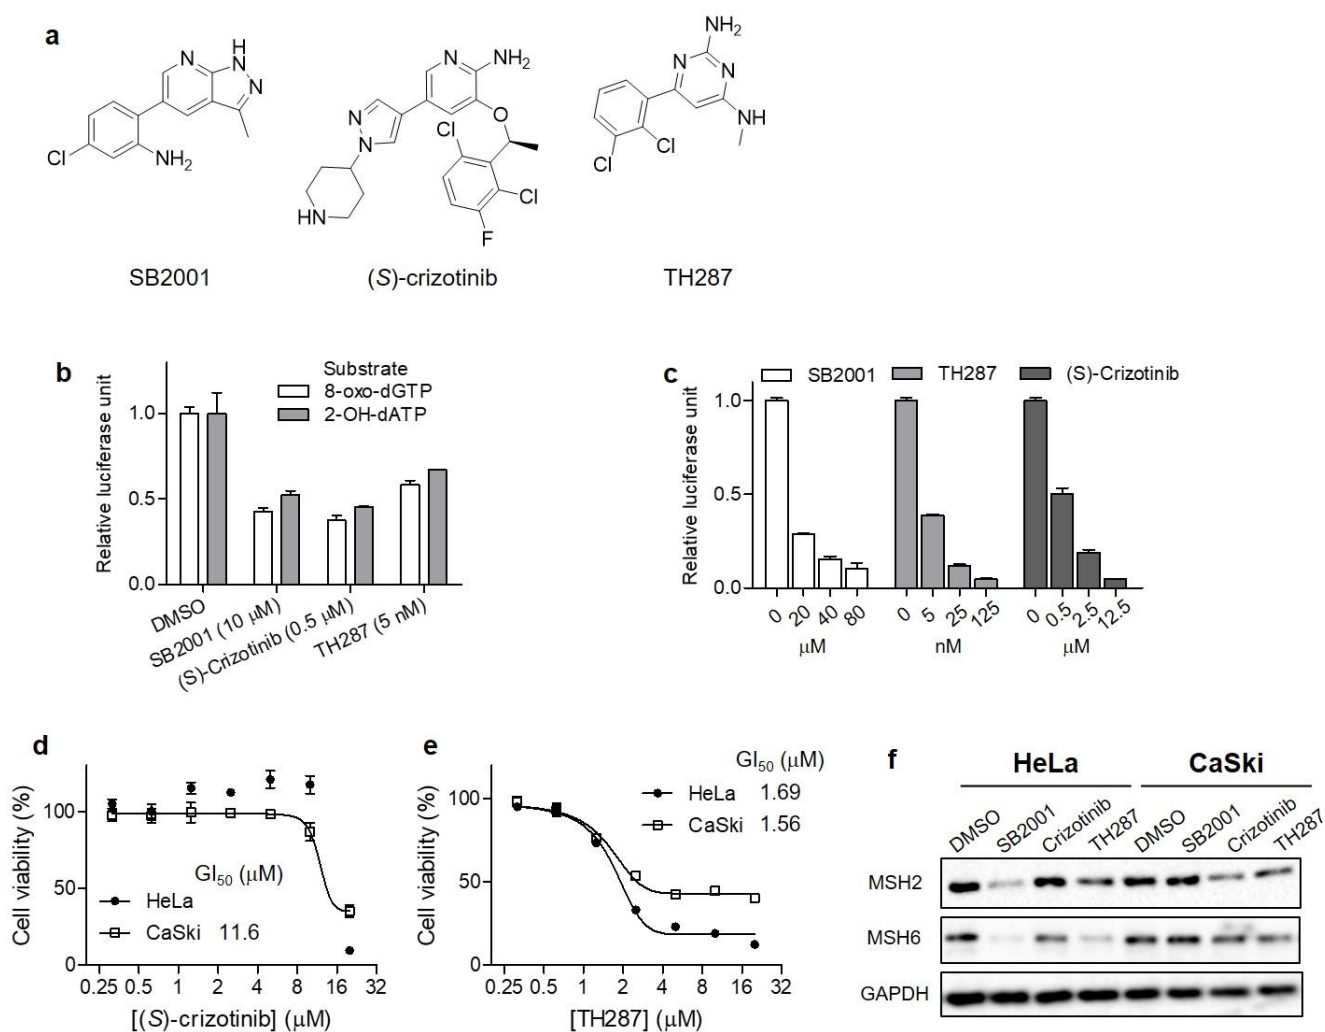 a
N
H
N
N
Cl
NH2
SB2001
N
NH2
N
N
O
Cl
Cl
F
HN
(S)-crizotinib
NH2
N
N
NH
Cl
Cl
TH287
b
Substrate
8-oxo-dGTP
2-OH-dATP
Relative luciferase unit
1.0
0.5
0.0
DMSO
SB2001 (10 μM)
(S)-Crizotinib (0.5 μM)
TH287 (5 nM)
c
SB2001 TH287 (S)-Crizotinib
Relative luciferase unit
1.0
0.5
0.0
0 20 40 80 0 5 25 125 0 0.5 2.5 12.5
μM nM μM
d
Cell viability (%)
100
50
0
GI50 (μM)
HeLa
CaSki 11.6
0.25 0.5 1 2 4 8 16 32
[(S)-crizotinib] (μM)
e
Cell viability (%)
100
50
0
GI50 (μM)
HeLa 1.69
CaSki 1.56
0.25 0.5 1 2 4 8 16 32
[TH287] (μM)
f
HeLa CaSki
DMSO SB2001 Crizotinib TH287 DMSO SB2001 Crizotinib TH287
MSH2
MSH6
GAPDH